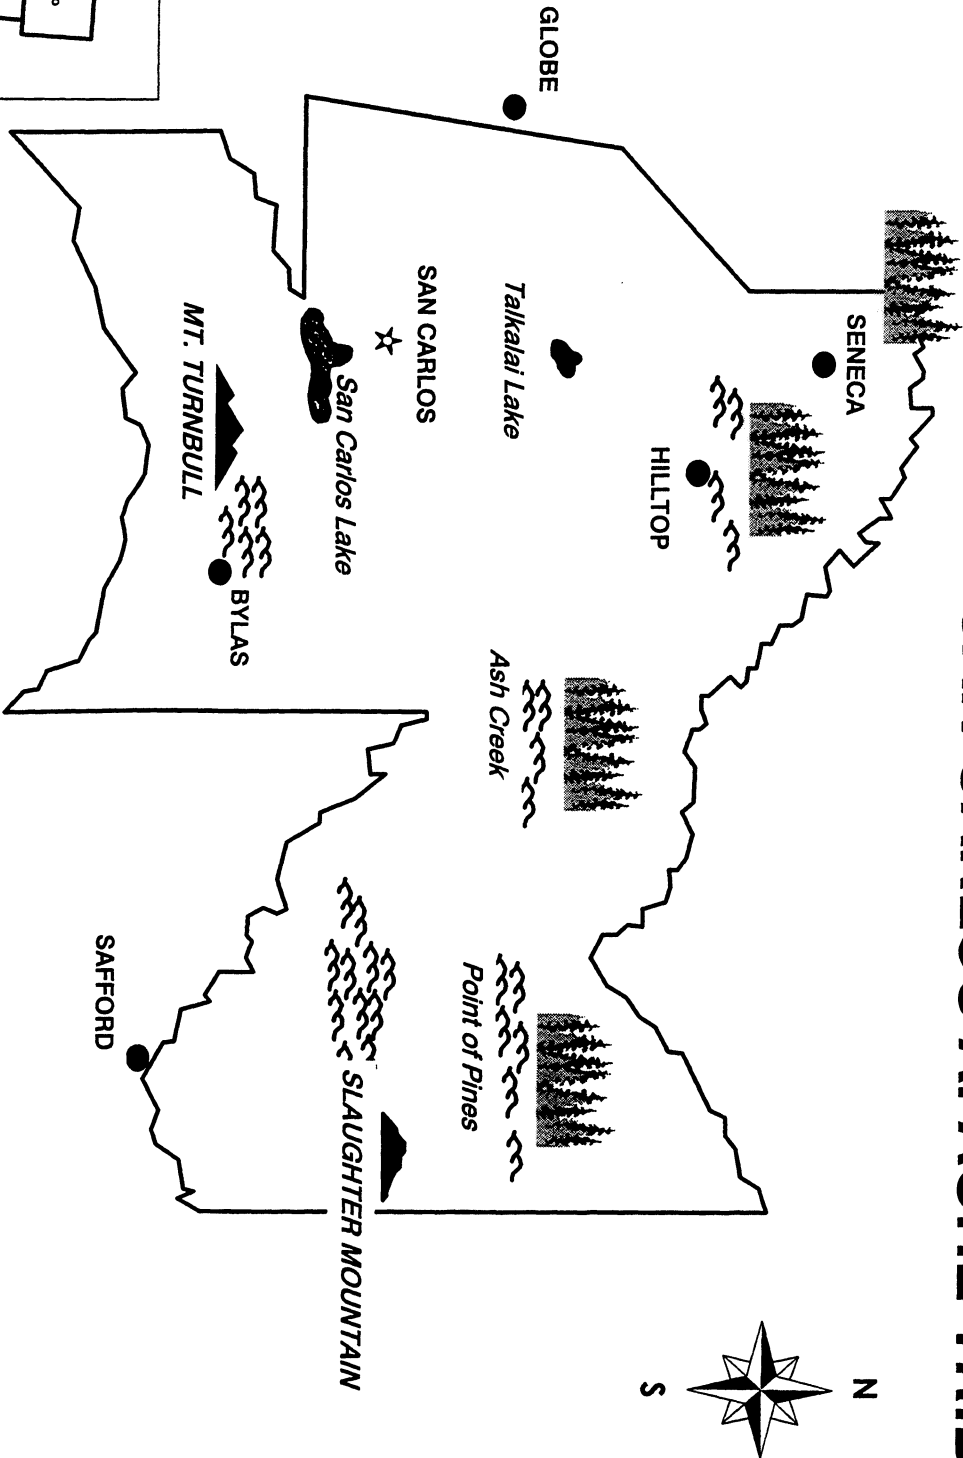 GLOBE
SENECA
HILLTOP
Talkalai Lake
SAN CARLOS
San Carlos Lake
MT. TURNBULL
BYLAS
Ash Creek
Point of Pines
SLAUGHTER MOUNTAIN
SAFFORD
N
S